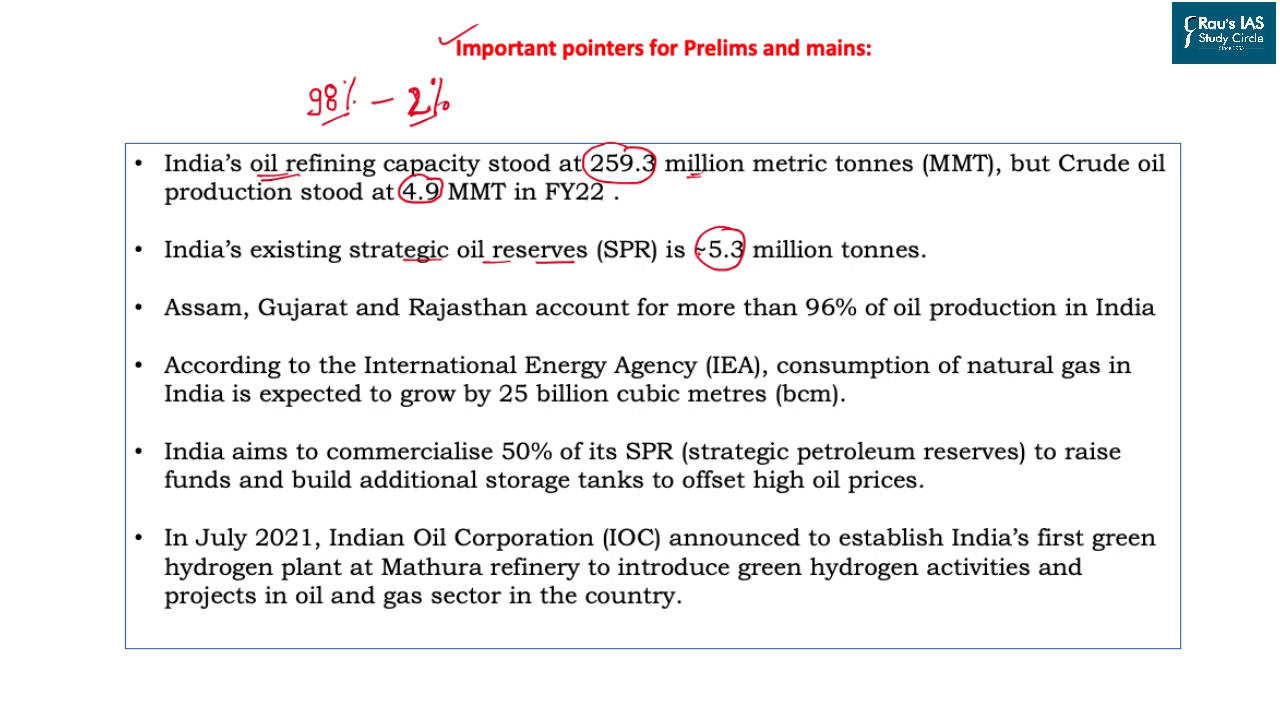 Rau's IAS
Study Circle
Important pointers for Prelims and mains:
98% – 2%
• India's oil refining capacity stood at 259.3 million metric tonnes (MMT), but Crude oil
production stood at 4.9 MMT in FY22 .
• India's existing strategic oil reserves (SPR) is ~5.3 million tonnes.
• Assam, Gujarat and Rajasthan account for more than 96% of oil production in India
• According to the International Energy Agency (IEA), consumption of natural gas in
India is expected to grow by 25 billion cubic metres (bcm).
• India aims to commercialise 50% of its SPR (strategic petroleum reserves) to raise
funds and build additional storage tanks to offset high oil prices.
• In July 2021, Indian Oil Corporation (IOC) announced to establish India's first green
hydrogen plant at Mathura refinery to introduce green hydrogen activities and
projects in oil and gas sector in the country.